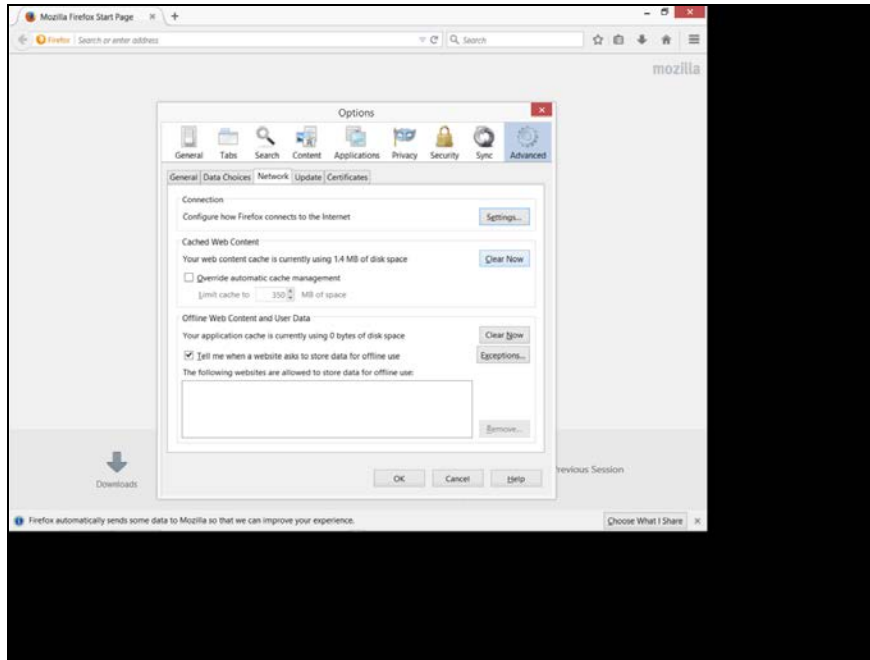 Mozilla Firefox Start Page
Firefox Search or enter address
Search
mozilla
Options
General Tabs Search Content Applications Privacy Security Sync Advanced
General Data Choices Network Update Certificates
Connection
Configure how Firefox connects to the Internet Settings...
Cached Web Content
Your web content cache is currently using 1.4 MB of disk space Clear Now
Override automatic cache management
Limit cache to 350 MB of space
Offline Web Content and User Data
Your application cache is currently using 0 bytes of disk space Clear Now
Tell me when a website asks to store data for offline use Exceptions...
The following websites are allowed to store data for offline use:
Remove...
Downloads
revious Session
OK Cancel Help
Firefox automatically sends some data to Mozilla so that we can improve your experience. Choose What I Share